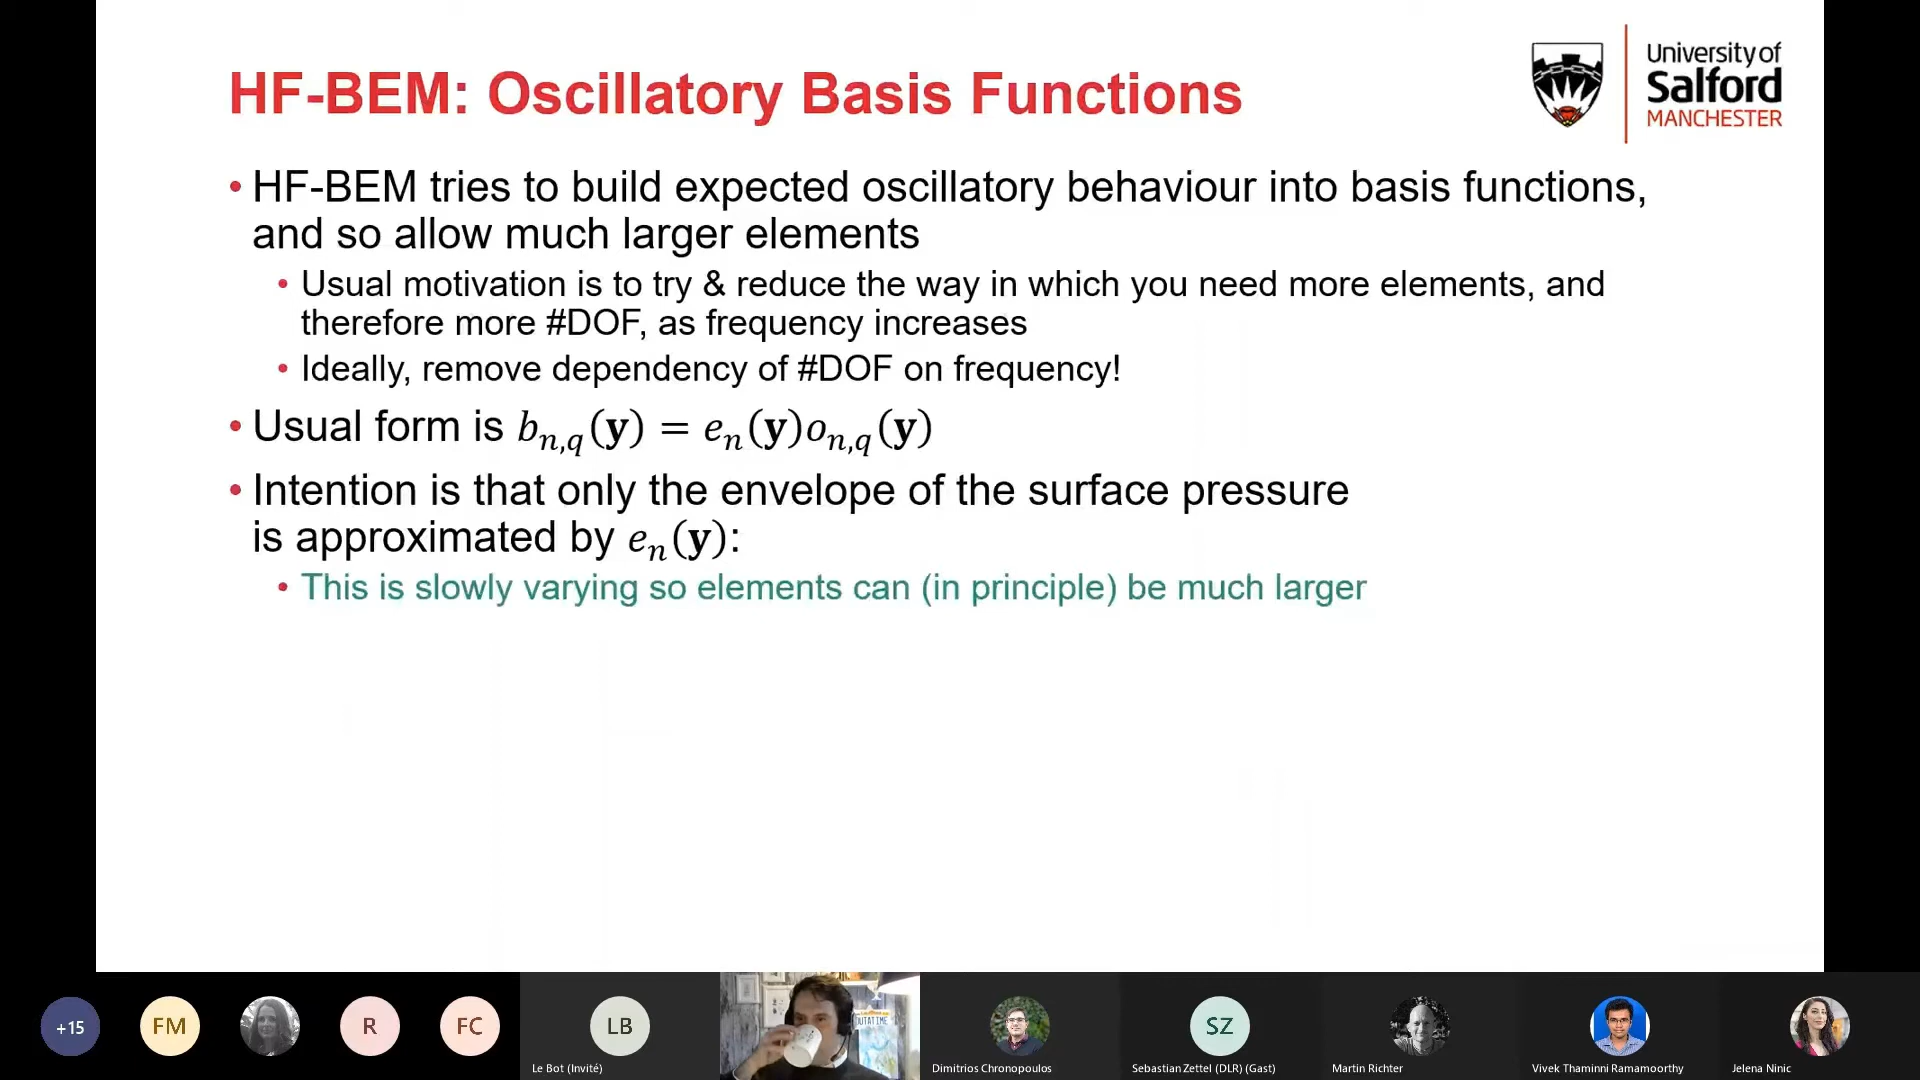 HF-BEM: Oscillatory Basis Functions
University of
Salford
MANCHESTER
• HF-BEM tries to build expected oscillatory behaviour into basis functions,
and so allow much larger elements
• Usual motivation is to try & reduce the way in which you need more elements, and
therefore more #DOF, as frequency increases
• Ideally, remove dependency of #DOF on frequency!
• Usual form is b_{n,q}(y) = e_n(y)o_{n,q}(y)
• Intention is that only the envelope of the surface pressure
is approximated by e_n(y):
• This is slowly varying so elements can (in principle) be much larger
+15
FM
R
FC
LB
SZ
Le Bot (Invité)
Dimitrios Chronopoulos
Sebastian Zettel (DLR) (Gast)
Martin Richter
Vivek Thaminni Ramamoorthy
Jelena Ninic